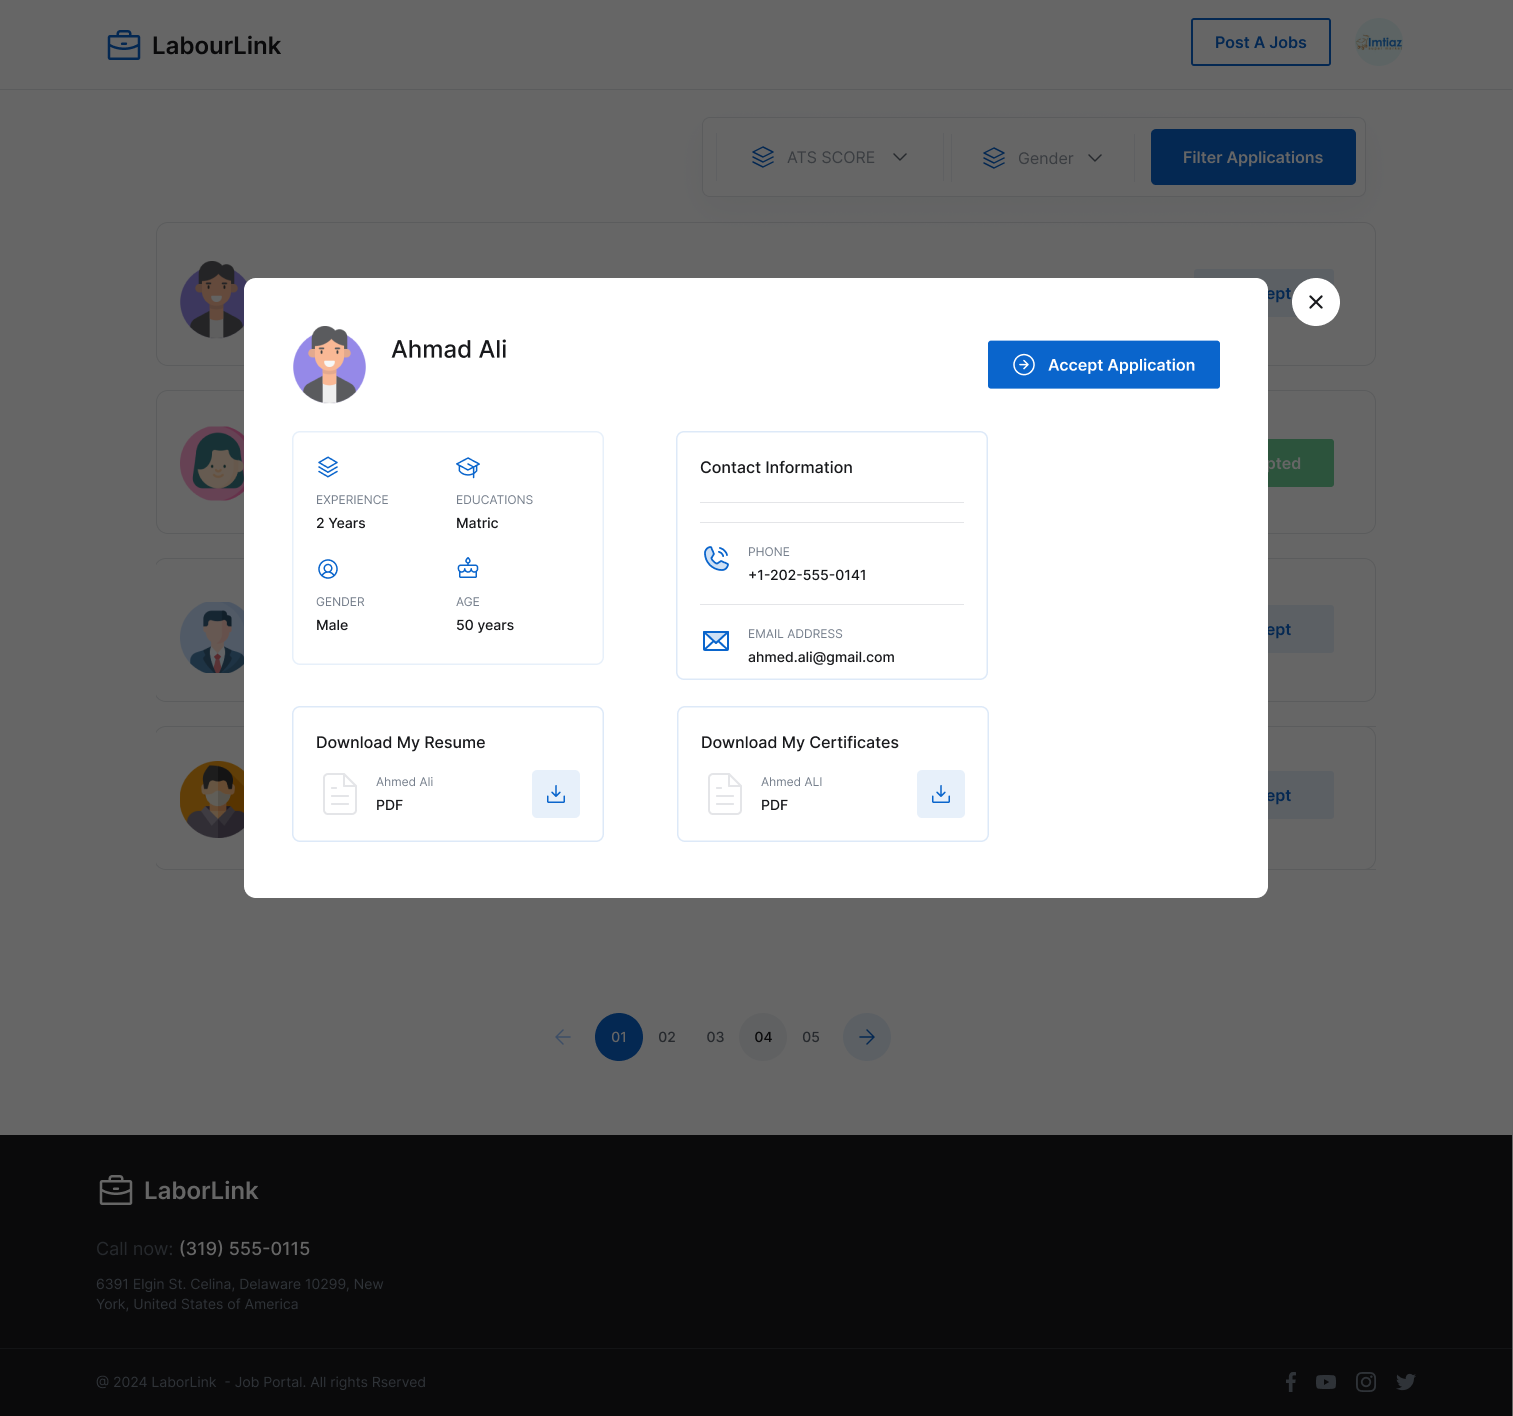 LabourLink
Post A Jobs
Imtiaz
ATS SCORE
Gender
Filter Applications
Ahmad Ali
Accept Application
EXPERIENCE
2 Years
EDUCATIONS
Matric
GENDER
Male
AGE
50 years
Contact Information
PHONE
+1-202-555-0141
EMAIL ADDRESS
ahmed.ali@gmail.com
Download My Resume
Ahmed Ali
PDF
Download My Certificates
Ahmed ALI
PDF
ept
pted
ept
ept
01
02
03
04
05
LaborLink
Call now: (319) 555-0115
6391 Elgin St. Celina, Delaware 10299, New
York, United States of America
@ 2024 LaborLink - Job Portal. All rights Rserved